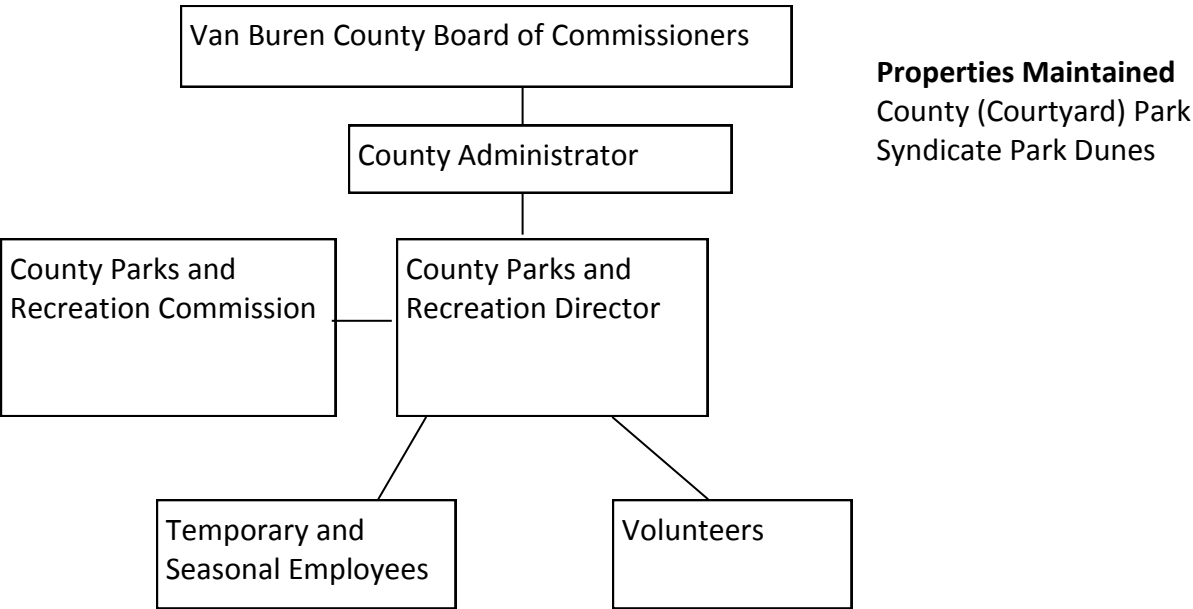 Van Buren County Board of Commissioners
Properties Maintained
County (Courtyard) Park
Syndicate Park Dunes
County Administrator
County Parks and
Recreation Commission
County Parks and
Recreation Director
Temporary and
Seasonal Employees
Volunteers